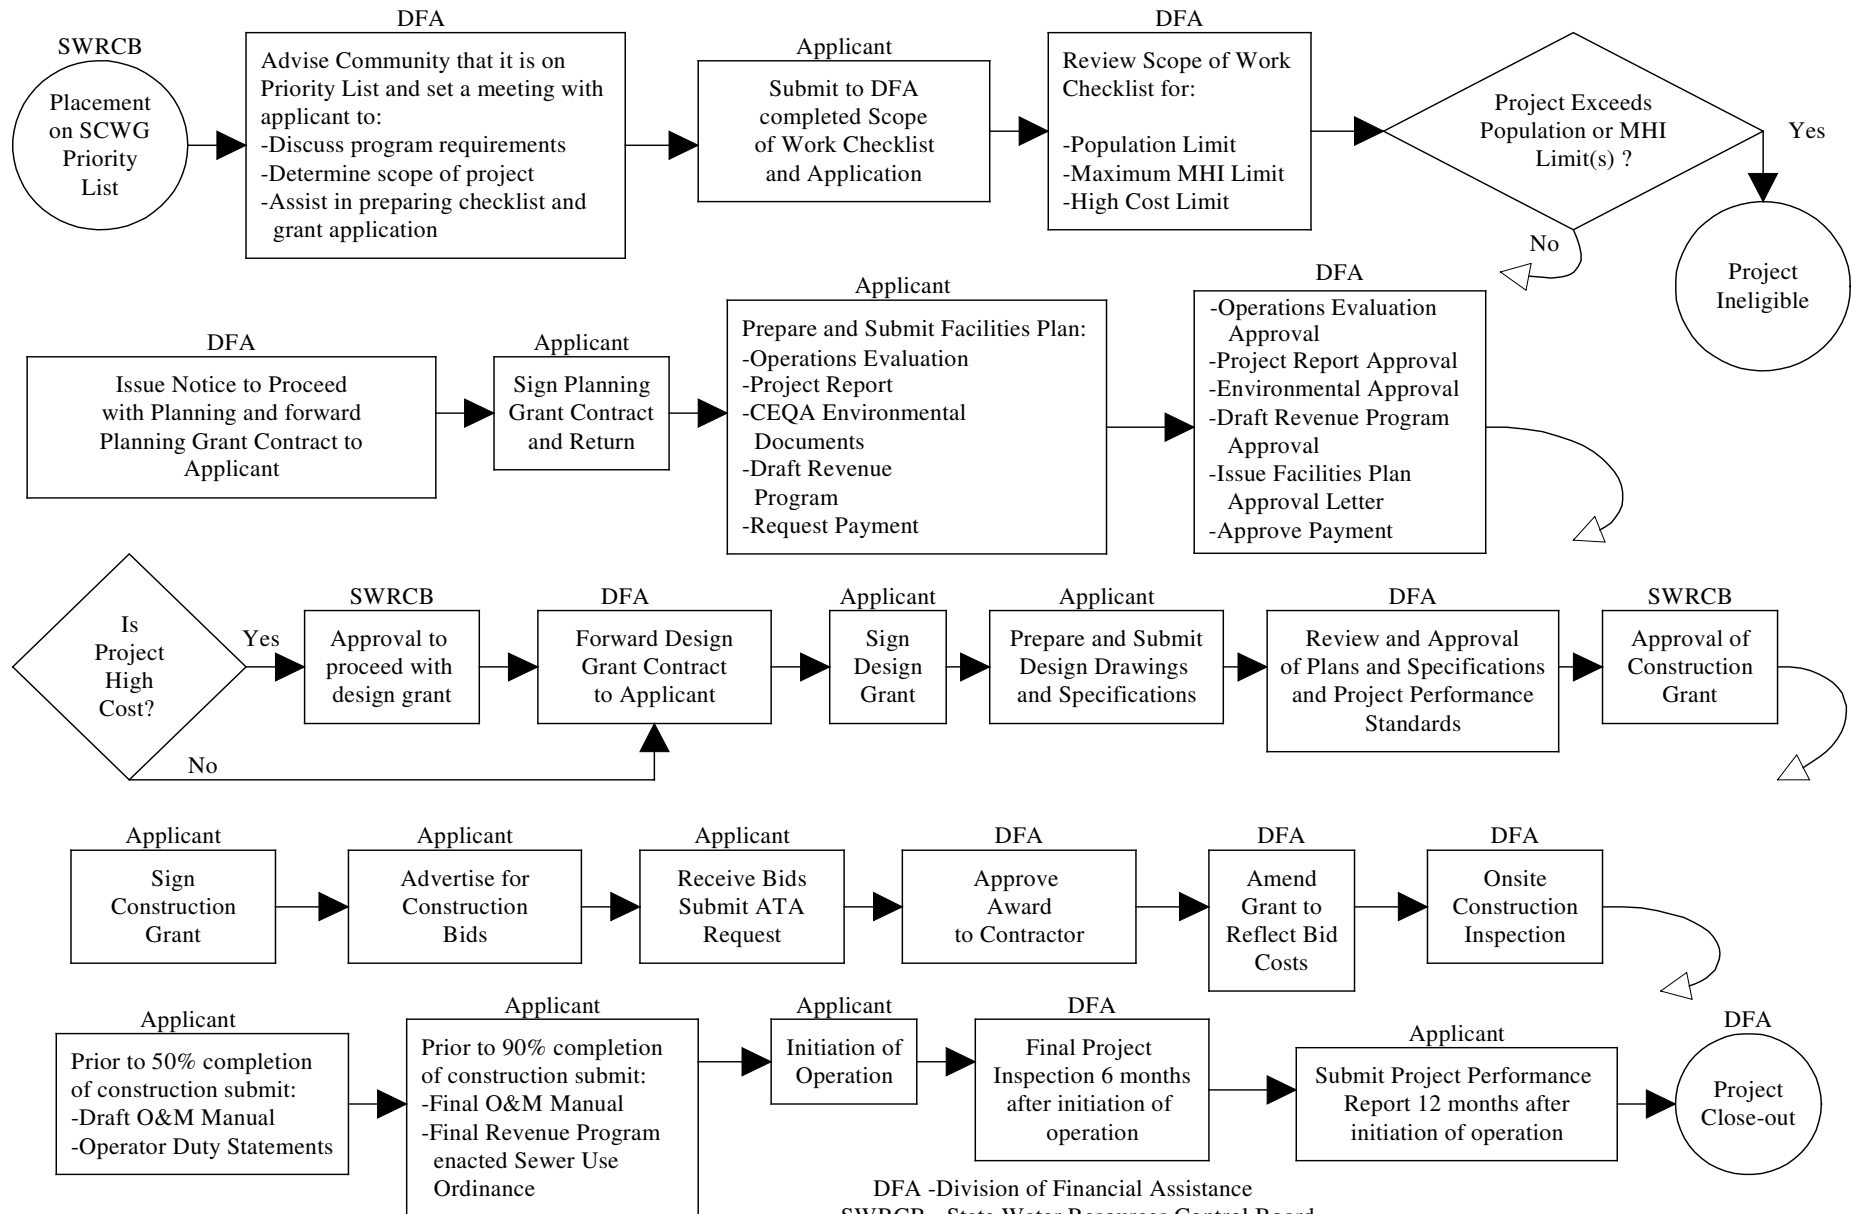 SWRCB
Placement
on SCWG
Priority
List
DFA
Advise Community that it is on
Priority List and set a meeting with
applicant to:
-Discuss program requirements
-Determine scope of project
-Assist in preparing checklist and
grant application
Applicant
Submit to DFA
completed Scope
of Work Checklist
and Application
DFA
Review Scope of Work
Checklist for:
-Population Limit
-Maximum MHI Limit
-High Cost Limit
Project Exceeds
Population or MHI
Limit(s) ?
Yes
No
Project
Ineligible
DFA
Issue Notice to Proceed
with Planning and forward
Planning Grant Contract to
Applicant
Applicant
Sign Planning
Grant Contract
and Return
Applicant
Prepare and Submit Facilities Plan:
-Operations Evaluation
-Project Report
-CEQA Environmental
Documents
-Draft Revenue
Program
-Request Payment
DFA
-Operations Evaluation
Approval
-Project Report Approval
-Environmental Approval
-Draft Revenue Program
Approval
-Issue Facilities Plan
Approval Letter
-Approve Payment
Is
Project
High
Cost?
Yes
No
SWRCB
Approval to
proceed with
design grant
DFA
Forward Design
Grant Contract
to Applicant
Applicant
Sign
Design
Grant
Applicant
Prepare and Submit
Design Drawings
and Specifications
DFA
Review and Approval
of Plans and Specifications
and Project Performance
Standards
SWRCB
Approval of
Construction
Grant
Applicant
Sign
Construction
Grant
Applicant
Advertise for
Construction
Bids
Applicant
Receive Bids
Submit ATA
Request
DFA
Approve
Award
to Contractor
DFA
Amend
Grant to
Reflect Bid
Costs
DFA
Onsite
Construction
Inspection
Applicant
Prior to 50% completion
of construction submit:
-Draft O&M Manual
-Operator Duty Statements
Applicant
Prior to 90% completion
of construction submit:
-Final O&M Manual
-Final Revenue Program
enacted Sewer Use
Ordinance
Applicant
Initiation of
Operation
DFA
Final Project
Inspection 6 months
after initiation of
operation
Applicant
Submit Project Performance
Report 12 months after
initiation of operation
DFA
Project
Close-out
DFA -Division of Financial Assistance
SWRCB - State Water Resources Control Board